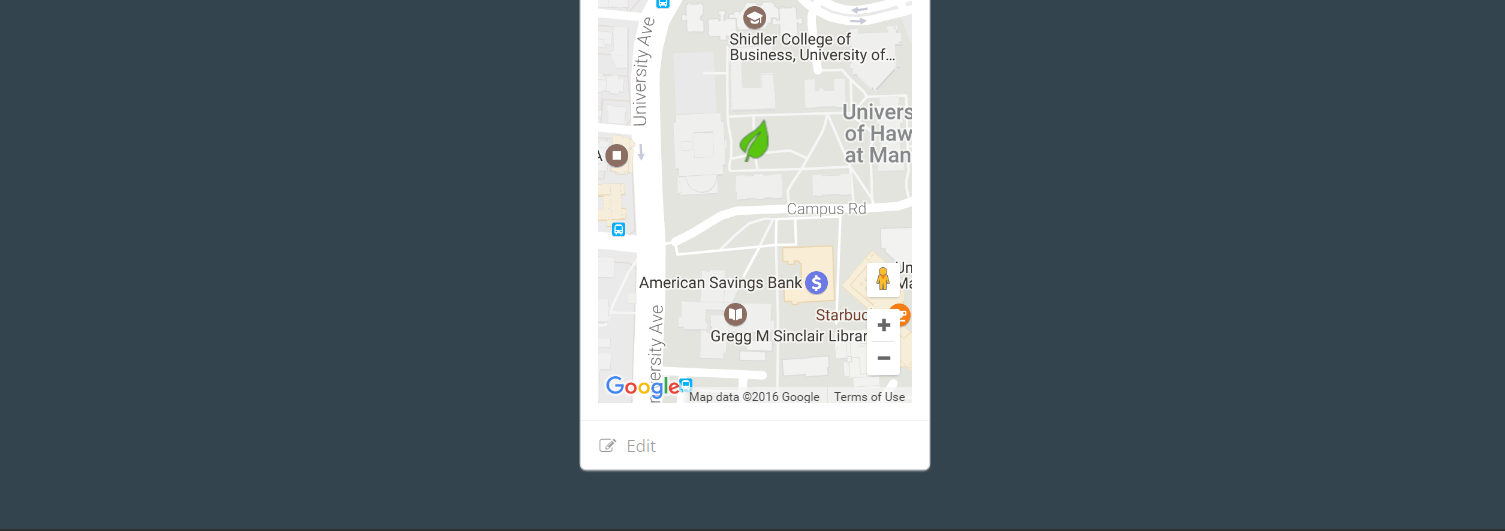 Shidler College of
Business, University of...
University Ave
Univers
of Haw
at Man
A
Campus Rd
Un
American Savings Bank
Ma
Starbuc
Gregg M Sinclair Librar
ersity Ave
Google
Map data ©2016 Google
Terms of Use
Edit